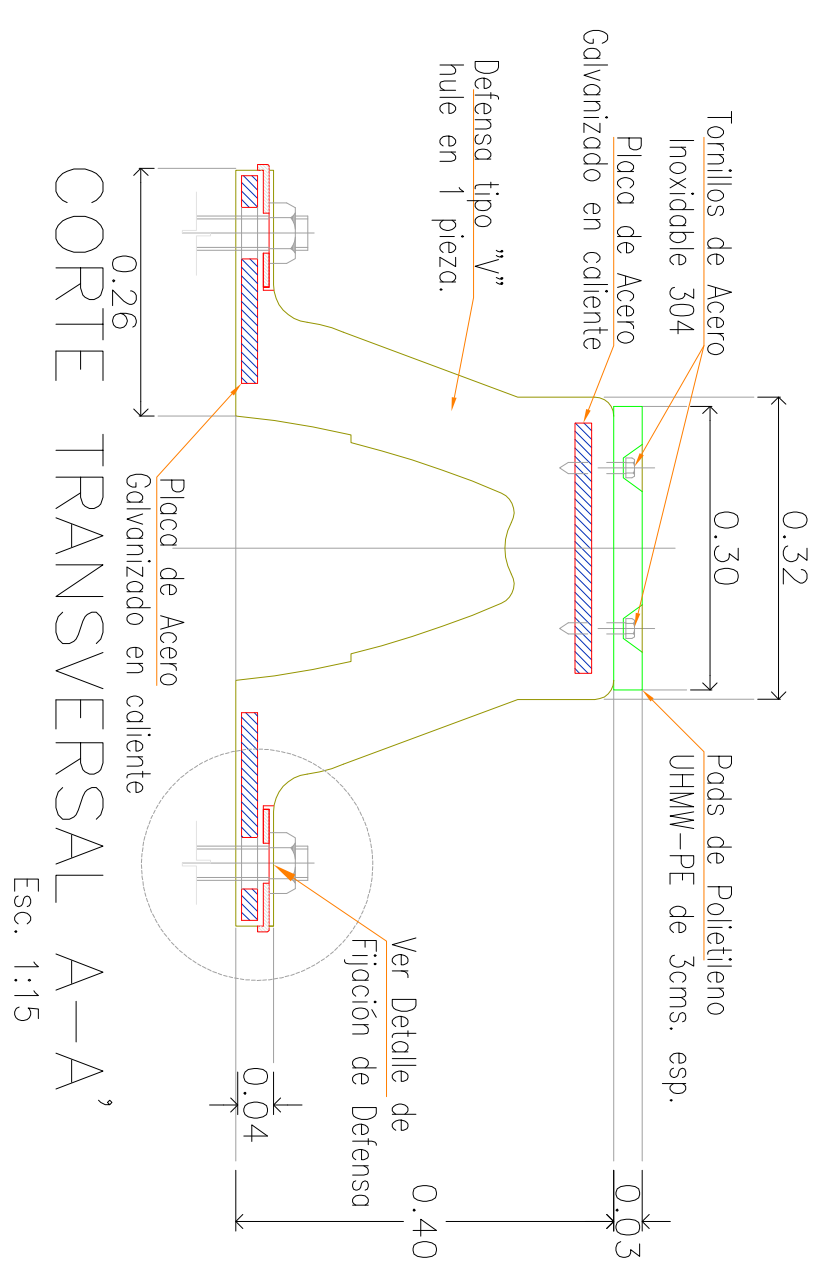 0.32
0.30
Tornillos de Acero
Inoxidable 304
Placa de Acero
Galvanizado en caliente
Defensa tipo "V"
hule en 1 pieza.
Pads de Polietileno
UHMW-PE de 3cms. esp.
0.03
0.40
Ver Detalle de
Fijación de Defensa
0.04
Placa de Acero
Galvanizado en caliente
0.26
CORTE TRANSVERSAL A-A'
Esc. 1:15